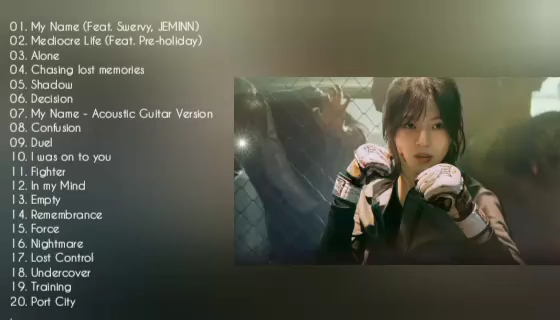 01. My Name (Feat. Swervy, JEMINN)
02. Mediocre Life (Feat. Pre-holiday)
03. Alone
04. Chasing lost memories
05. Shadow
06. Decision
07. My Name - Acoustic Guitar Version
08. Confusion
09. Duel
10. I was on to you
11. Fighter
12. In my Mind
13. Empty
14. Remembrance
15. Force
16. Nightmare
17. Lost Control
18. Undercover
19. Training
20. Port City